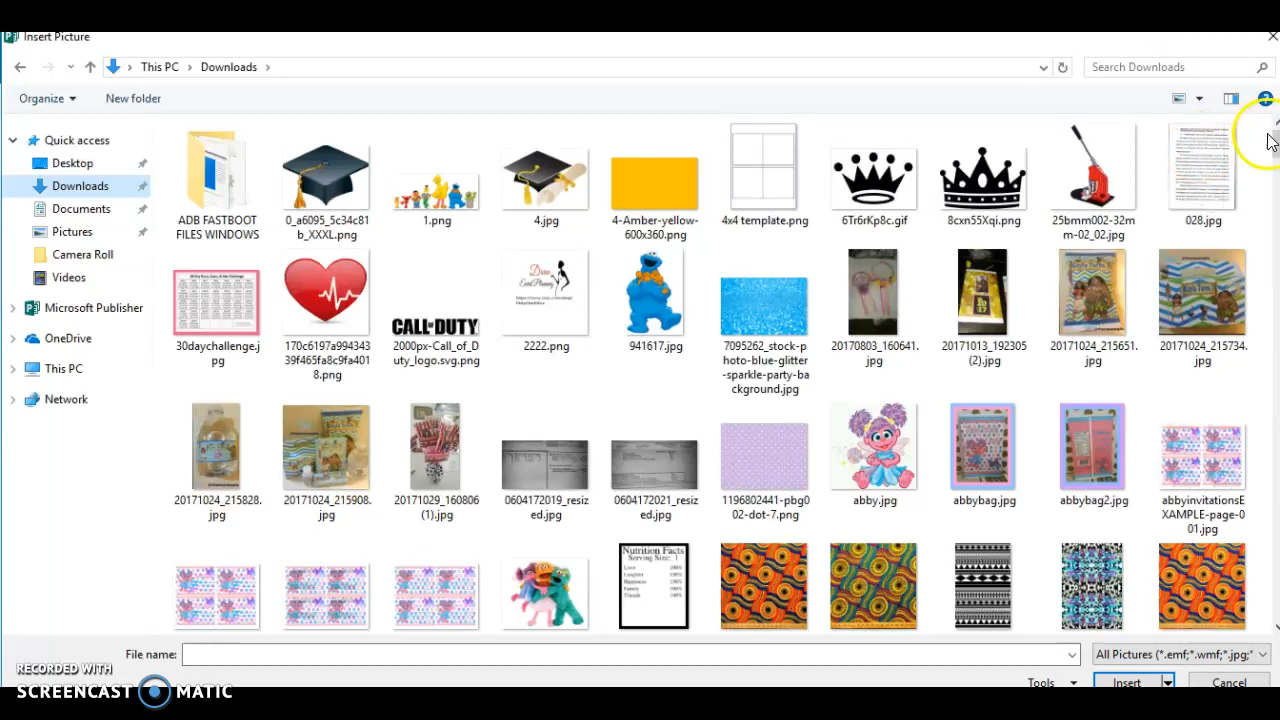 Insert Picture
This PC
Downloads
Search Downloads
Organize
New folder
Quick access
Desktop
Downloads
Documents
Pictures
Camera Roll
Videos
Microsoft Publisher
OneDrive
This PC
Network
ADB FASTBOOT
FILES WINDOWS
0_a6095_5c34c81
b_XXXL.png
1.png
4.jpg
4-Amber-yellow-
600x360.png
4x4 template.png
6Tr6rKp8c.gif
8cxn55Xqi.png
25bmm002-32m
m-02_02.jpg
028.jpg
30daychallenge.j
pg
170c6197a994343
39f465fa8c9fa401
8.png
CALL OF DUTY
2000px-Call_of_D
uty_logo.svg.png
2222.png
941617.jpg
7095262_stock-p
hoto-blue-glitter
-sparkle-party-ba
ckground.jpg
20170803_160641.
jpg
20171013_192305
(2).jpg
20171024_215651.
jpg
20171024_215734.
jpg
20171024_215828.
jpg
20171024_215908.
jpg
20171029_160806
(1).jpg
0604172019_resiz
ed.jpg
0604172021_resiz
ed.jpg
1196802441-pbg0
02-dot-7.png
abby.jpg
abbybag.jpg
abbybag2.jpg
abbyinvitationsE
XAMPLE-page-0
01.jpg
Nutrition Facts
Serving Size: 1
File name:
All Pictures (*.emf;*.wmf;*.jpg;*
Tools
Insert
Cancel
RECORDED WITH
SCREENCAST MATIC